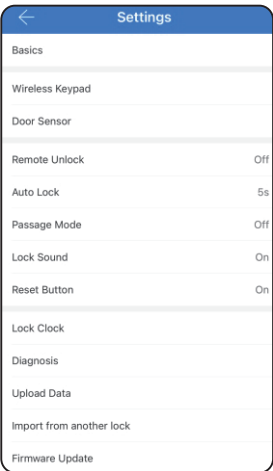 Settings
Basics
Wireless Keypad
Door Sensor
Remote Unlock Off
Auto Lock 5s
Passage Mode Off
Lock Sound On
Reset Button On
Lock Clock
Diagnosis
Upload Data
Import from another lock
Firmware Update